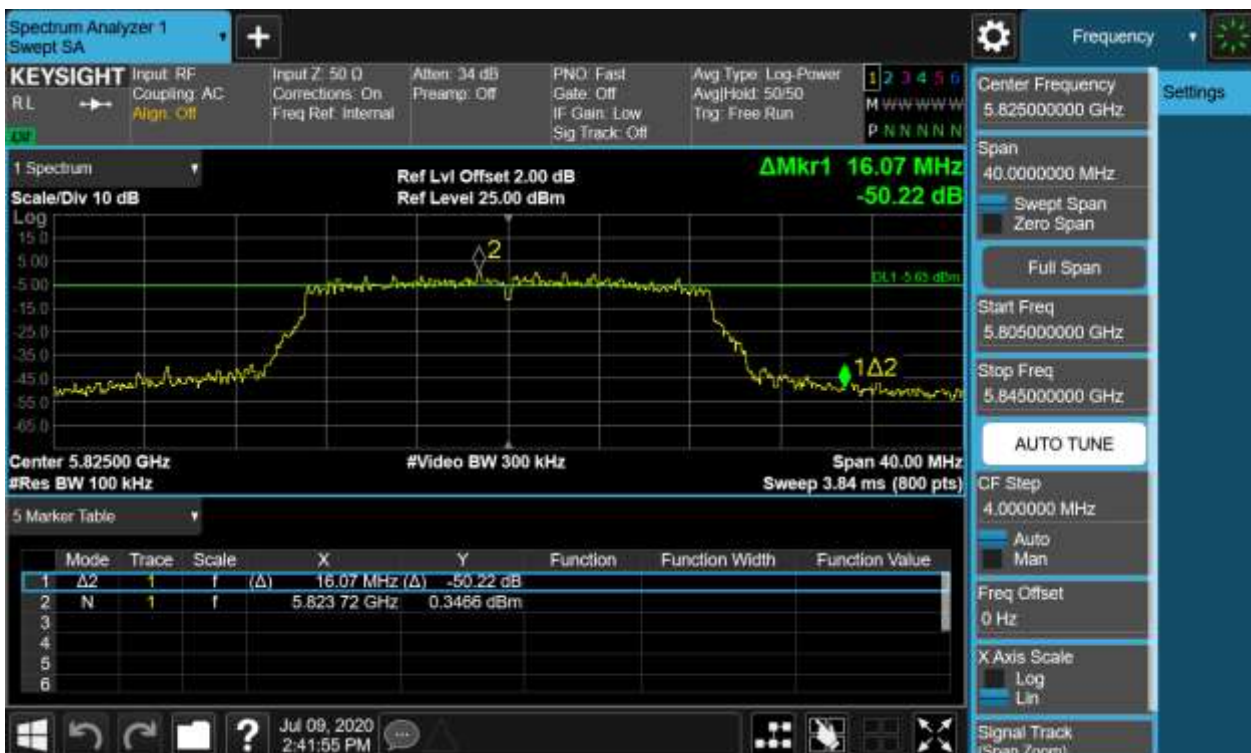 Spectrum Analyzer 1
Swept SA
Frequency
KEYSIGHT
RL
Input: RF
Coupling: AC
Align: Off
Input Z: 50 Ω
Corrections: On
Freq Ref: Internal
Atten: 34 dB
Preamp: Off
PNO: Fast
Gate: Off
IF Gain: Low
Sig Track: Off
Avg Type: Log-Power
Avg|Hold: 50/50
Trig: Free Run
1 2 3 4 5 6
M W W W W W
P N N N N N
Settings
Center Frequency
5.825000000 GHz
Span
40.0000000 MHz
Swept Span
Zero Span
Full Span
Start Freq
5.805000000 GHz
Stop Freq
5.845000000 GHz
AUTO TUNE
CF Step
4.000000 MHz
Auto
Man
Freq Offset
0 Hz
X Axis Scale
Log
Lin
Signal Track
(Span Zoom)
1 Spectrum
Scale/Div 10 dB
Ref Lvl Offset 2.00 dB
Ref Level 25.00 dBm
ΔMkr1 16.07 MHz
-50.22 dB
Log
15.0
5.00
-5.00
-15.0
-25.0
-35.0
-45.0
-55.0
-65.0
2
DL1 -5.65 dBm
1Δ2
Center 5.82500 GHz
#Video BW 300 kHz
Span 40.00 MHz
#Res BW 100 kHz
Sweep 3.84 ms (800 pts)
5 Marker Table
Mode Trace Scale X Y Function Function Width Function Value
1 Δ2 1 f (Δ) 16.07 MHz (Δ) -50.22 dB
2 N 1 f 5.823 72 GHz 0.3466 dBm
3
4
5
6
?
Jul 09, 2020
2:41:55 PM